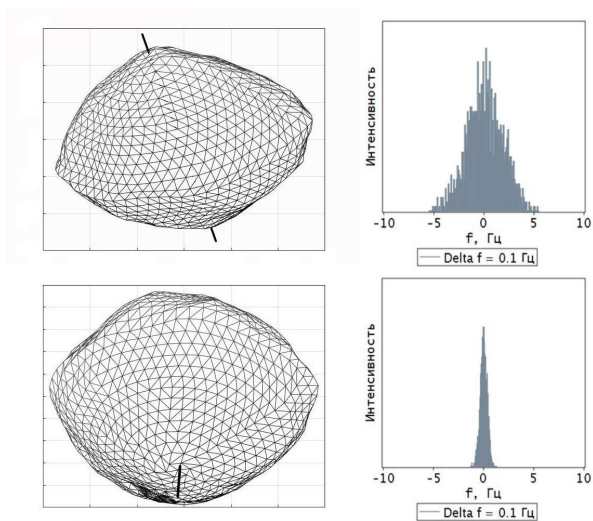 Интенсивность
-10 -5 0 5 10
f, Гц
Delta f = 0.1 Гц
Интенсивность
-10 -5 0 5 10
f, Гц
Delta f = 0.1 Гц